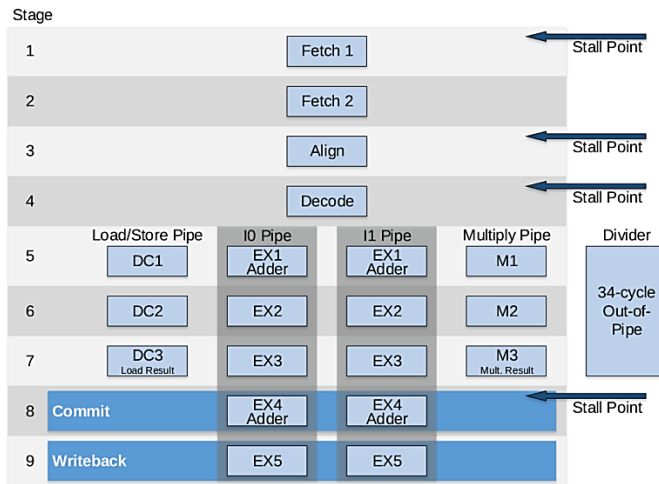 Stage
1
Fetch 1
Stall Point
2
Fetch 2
3
Align
Stall Point
4
Decode
Stall Point
Load/Store Pipe
I0 Pipe
I1 Pipe
Multiply Pipe
Divider
5
DC1
EX1
Adder
EX1
Adder
M1
34-cycle
Out-of-
Pipe
6
DC2
EX2
EX2
M2
7
DC3
Load Result
EX3
EX3
M3
Mult. Result
8
Commit
EX4
Adder
EX4
Adder
Stall Point
9
Writeback
EX5
EX5